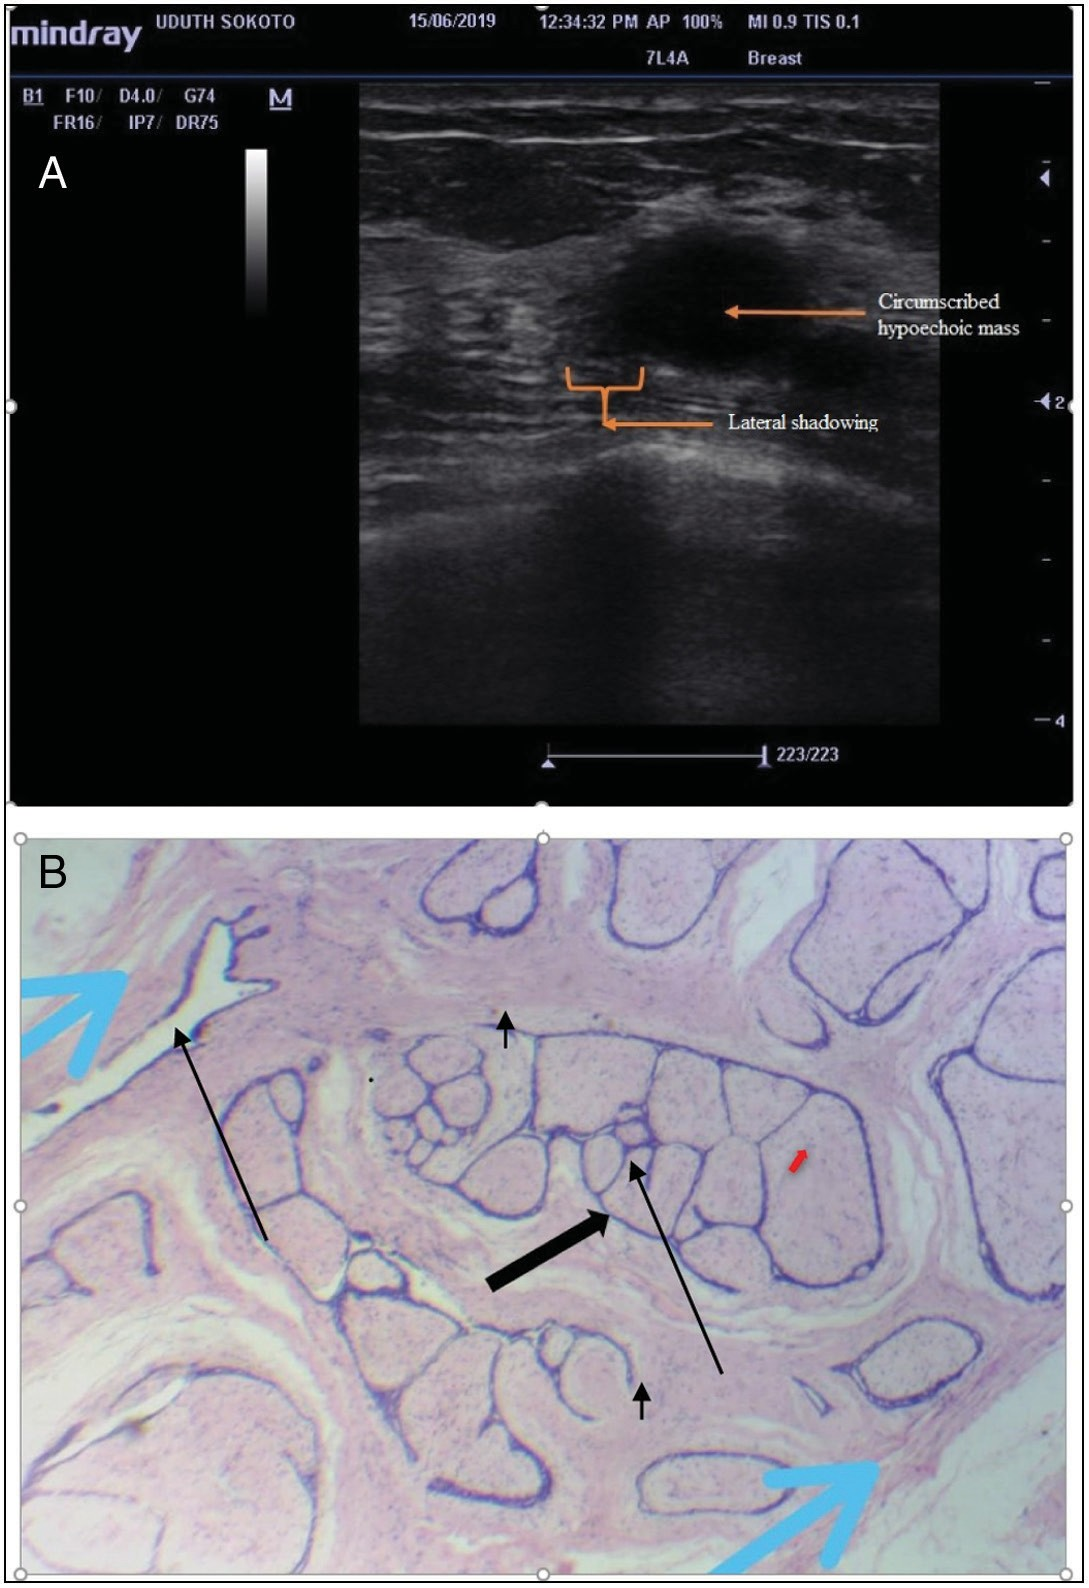 mindray UDUTH SOKOTO 15/06/2019 12:34:32 PM AP 100% MI 0.9 TIS 0.1
7L4A Breast
B1 F10/ D4.0/ G74 M
FR16/ IP7/ DR75
A
Circumscribed
hypoechoic mass
2
Lateral shadowing
4
223/223
B